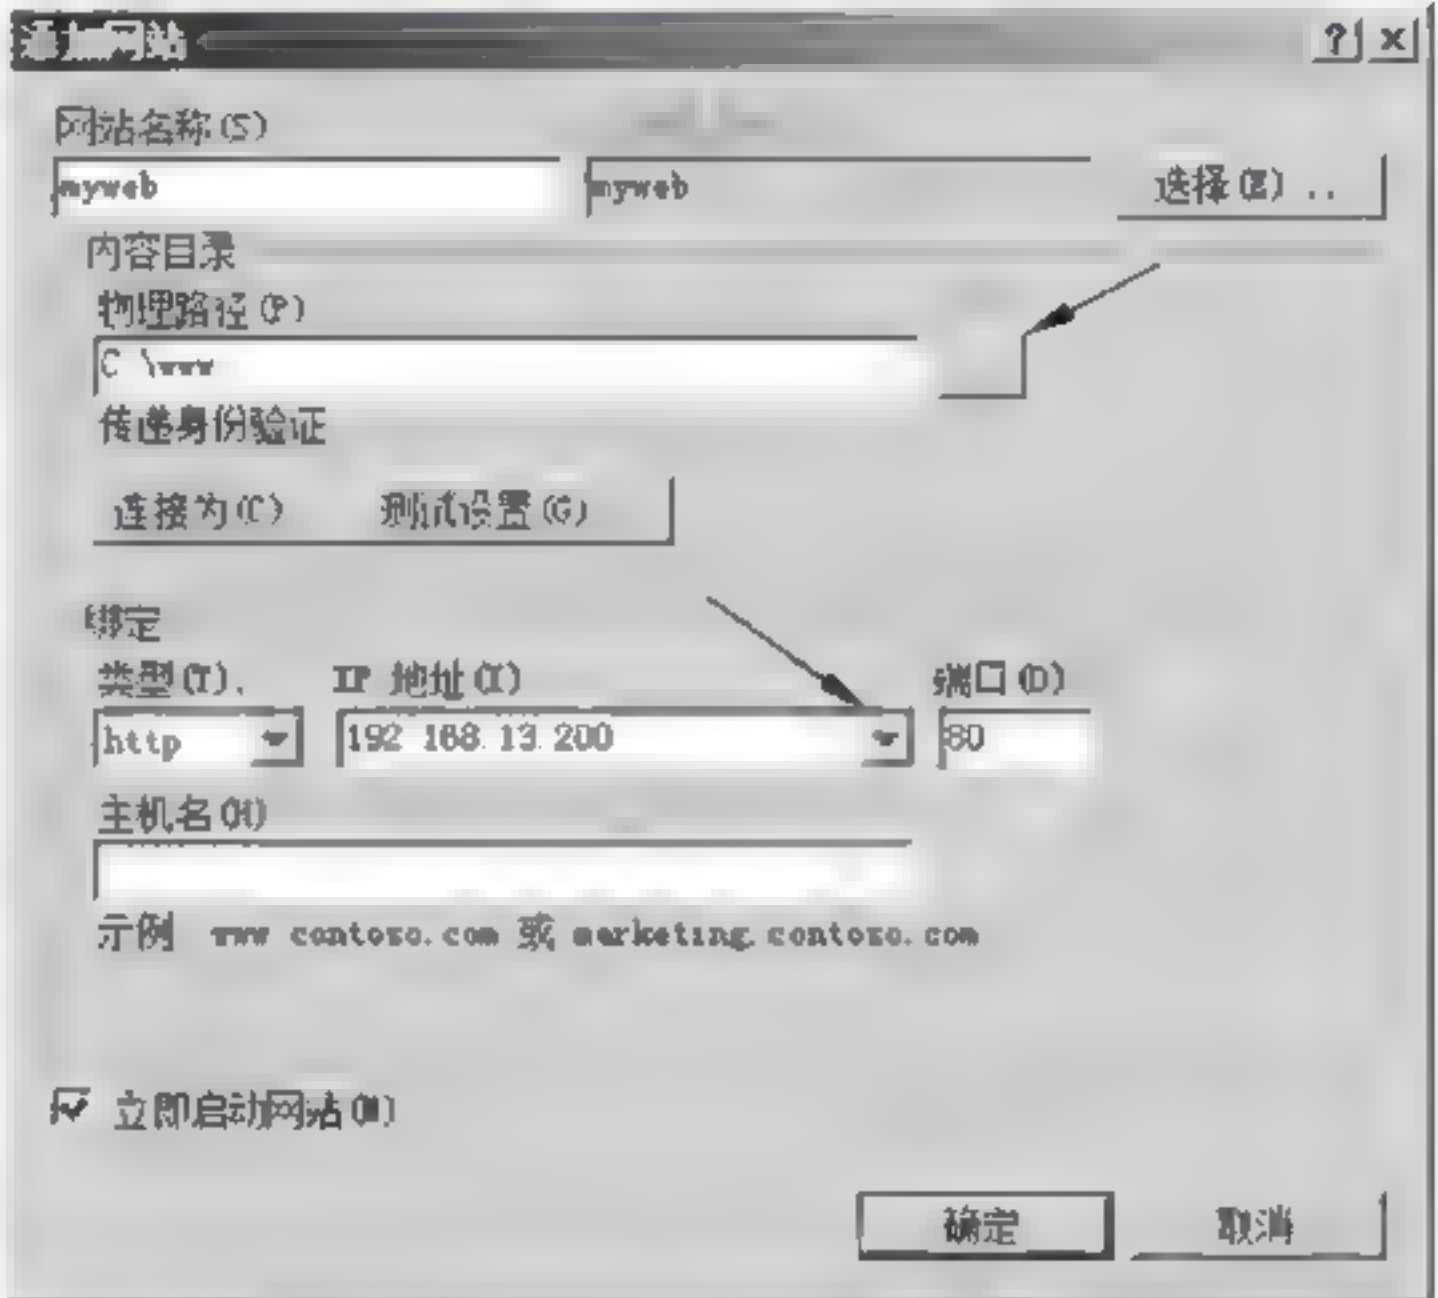 添加网站 ? ×
网站名称(S)
myweb myweb 选择(E)..
内容目录
物理路径(P)
C \www
传递身份验证
连接为(C) 测试设置(G)
绑定
类型(T). IP 地址(I) 端口(O)
http 192 168.13.200 80
主机名(H)
示例 www contoso.com 或 marketing.contoso.com
立即启动网站(M)
确定 取消